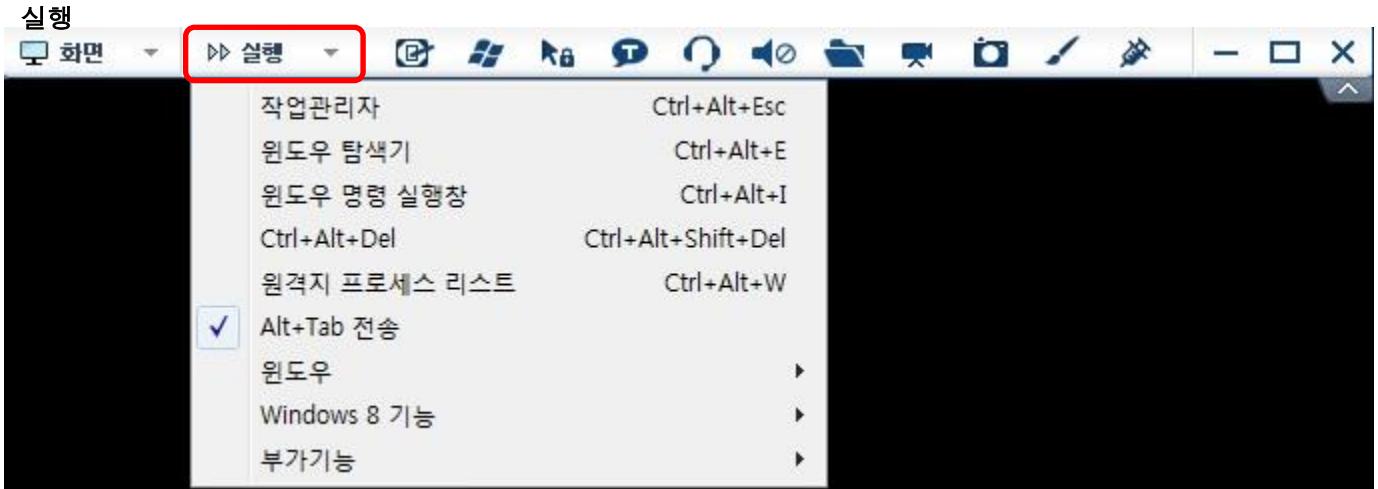 실행
화면 실행
작업관리자 Ctrl+Alt+Esc
윈도우 탐색기 Ctrl+Alt+E
윈도우 명령 실행창 Ctrl+Alt+I
Ctrl+Alt+Del Ctrl+Alt+Shift+Del
원격지 프로세스 리스트 Ctrl+Alt+W
Alt+Tab 전송
윈도우
Windows 8 기능
부가기능